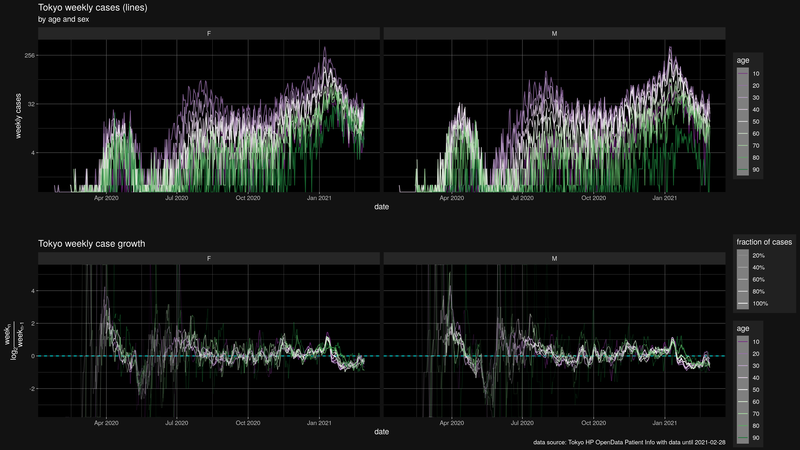 Tokyo weekly cases (lines)
by age and sex
F
M
256
32
4
weekly cases
Apr 2020
Jul 2020
Oct 2020
Jan 2021
Apr 2020
Jul 2020
Oct 2020
Jan 2021
date
age
10
20
30
40
50
60
70
80
90
Tokyo weekly case growth
F
M
4
2
0
-2
week
week
Apr 2020
Jul 2020
Oct 2020
Jan 2021
Apr 2020
Jul 2020
Oct 2020
Jan 2021
date
fraction of cases
20%
40%
60%
80%
100%
age
10
20
30
40
50
60
70
80
90
data source: Tokyo HP OpenData Patient Info with data until 2021-02-28